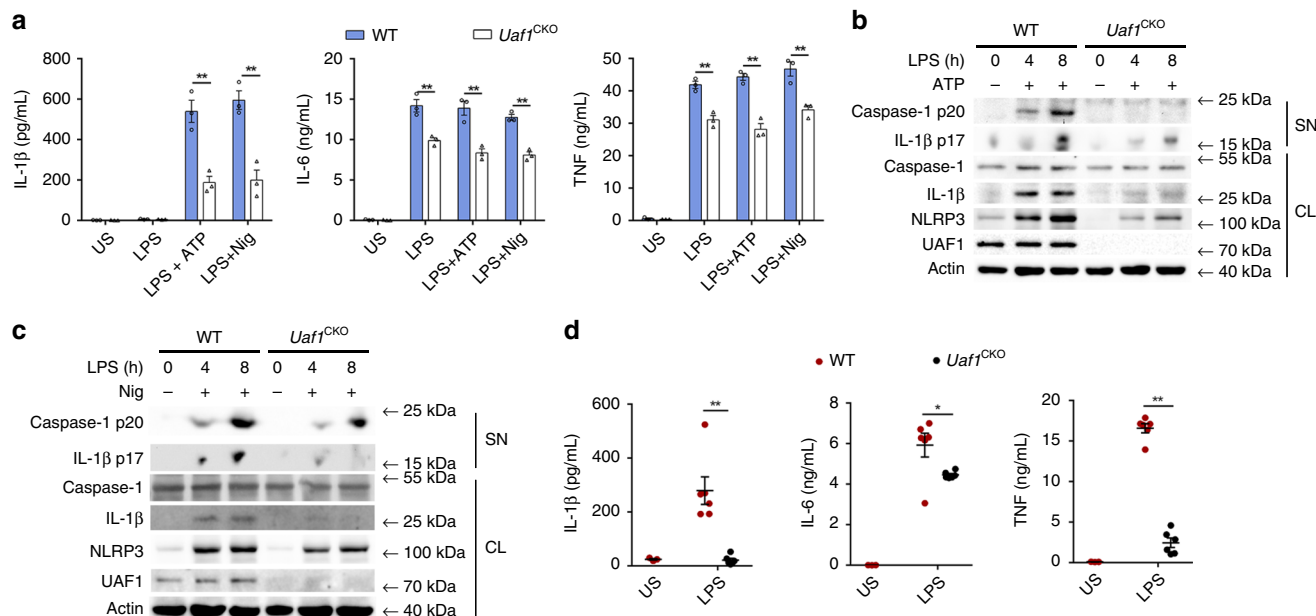 a
WT
Uaf1CKO
IL-1β (pg/mL)
800
600
400
200
0
**
**
US
LPS
LPS + ATP
LPS+Nig
IL-6 (ng/mL)
20
15
10
5
0
**
**
**
US
LPS
LPS+ATP
LPS+Nig
TNF (ng/mL)
50
40
30
20
10
0
**
**
**
US
LPS
LPS+ATP
LPS+Nig
b
WT
Uaf1CKO
LPS (h) 0 4 8 0 4 8
ATP – + + – + +
Caspase-1 p20 ← 25 kDa
IL-1β p17 ← 15 kDa
SN
Caspase-1 ← 55 kDa
IL-1β ← 25 kDa
NLRP3 ← 100 kDa
UAF1 ← 70 kDa
Actin ← 40 kDa
CL
c
WT
Uaf1CKO
LPS (h) 0 4 8 0 4 8
Nig – + + – + +
Caspase-1 p20 ← 25 kDa
IL-1β p17 ← 15 kDa
SN
Caspase-1 ← 55 kDa
IL-1β ← 25 kDa
NLRP3 ← 100 kDa
UAF1 ← 70 kDa
Actin ← 40 kDa
CL
d
WT
Uaf1CKO
IL-1β (pg/mL)
600
400
200
0
**
US
LPS
IL-6 (ng/mL)
8
6
4
2
0
*
US
LPS
TNF (ng/mL)
20
15
10
5
0
**
US
LPS